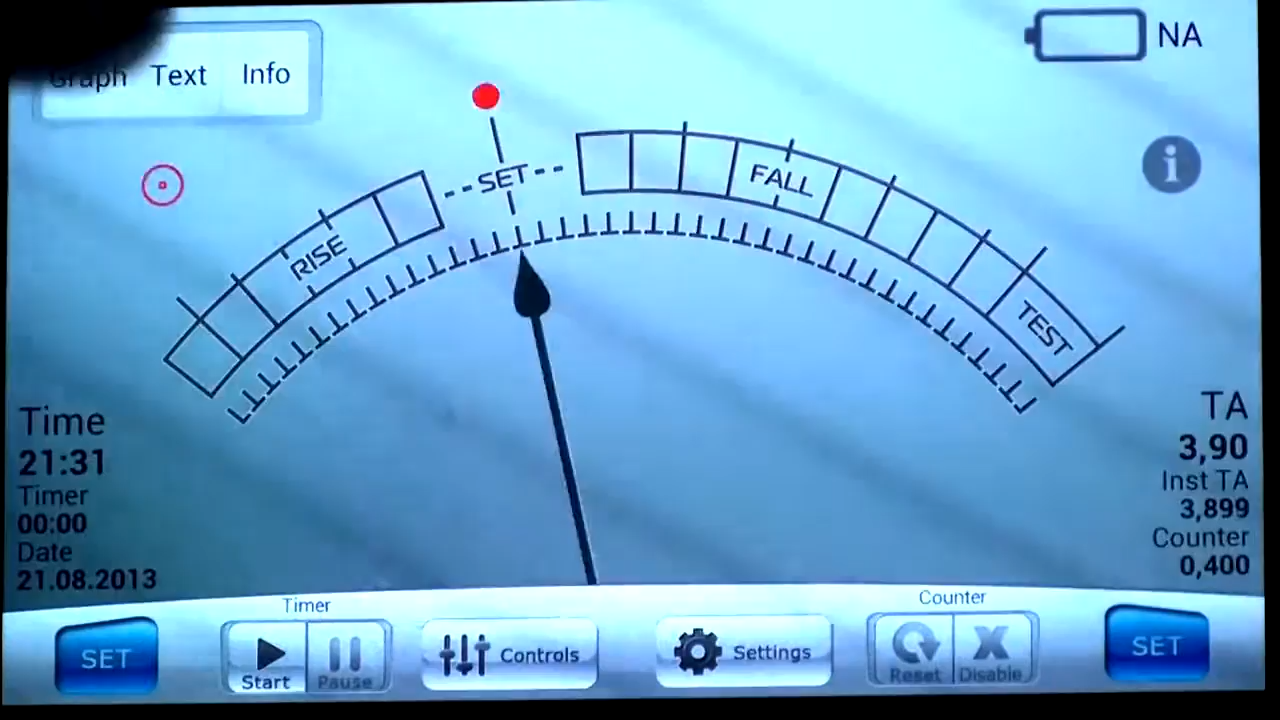 Graph Text Info
NA
SET
FALL
RISE
TEST
Time
21:31
Timer
00:00
Date
21.08.2013
TA
3,90
Inst TA
3,899
Counter
0,400
Timer
Counter
SET
Start
Pause
Controls
Settings
Reset
Disable
SET